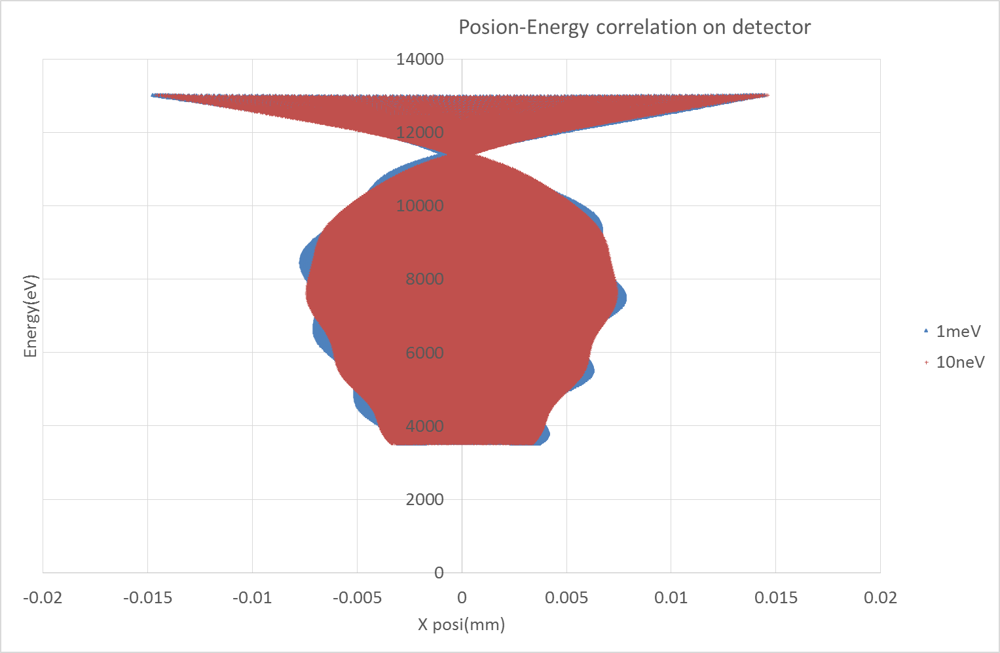 Posion-Energy correlation on detector
14000
12000
10000
8000
6000
4000
2000
0
Energy(eV)
-0.02 -0.015 -0.01 -0.005 0 0.005 0.01 0.015 0.02
X posi(mm)
1meV
10neV